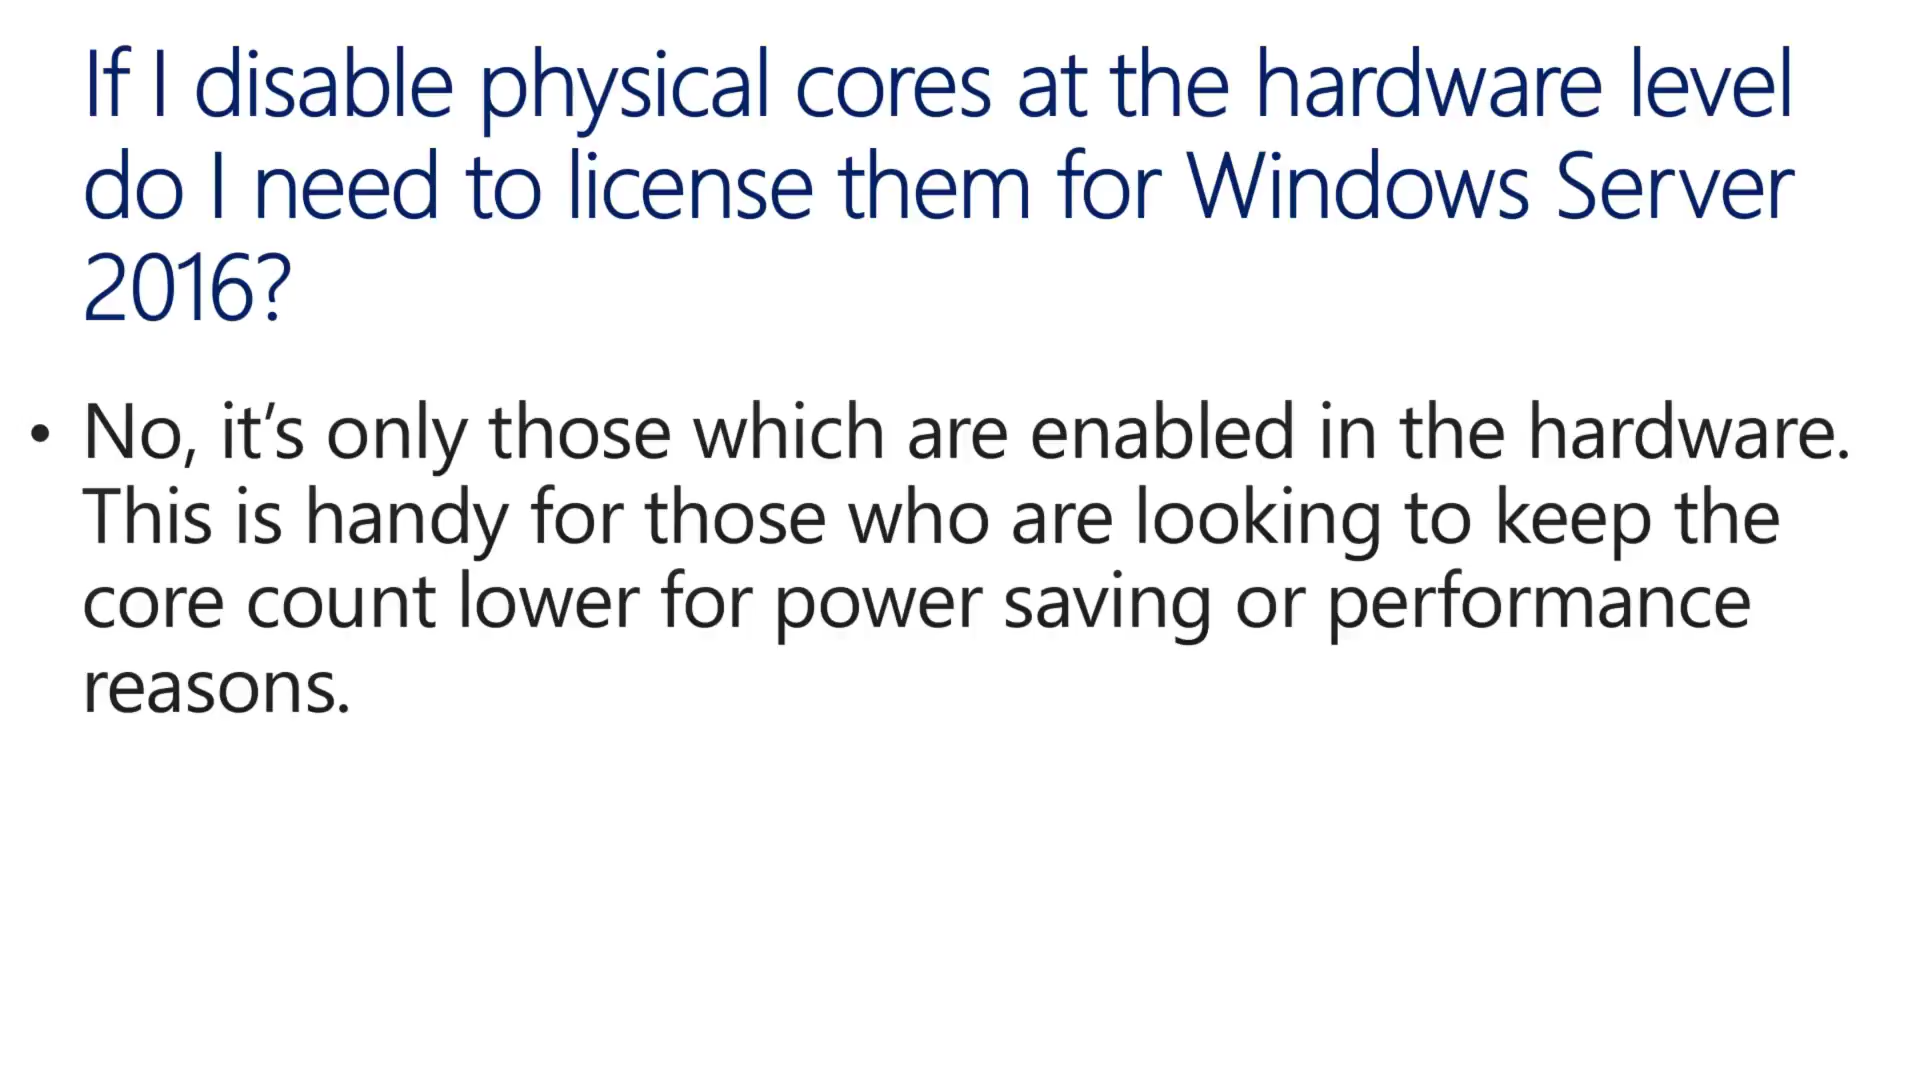 If I disable physical cores at the hardware level
do I need to license them for Windows Server
2016?
• No, it’s only those which are enabled in the hardware.
This is handy for those who are looking to keep the
core count lower for power saving or performance
reasons.